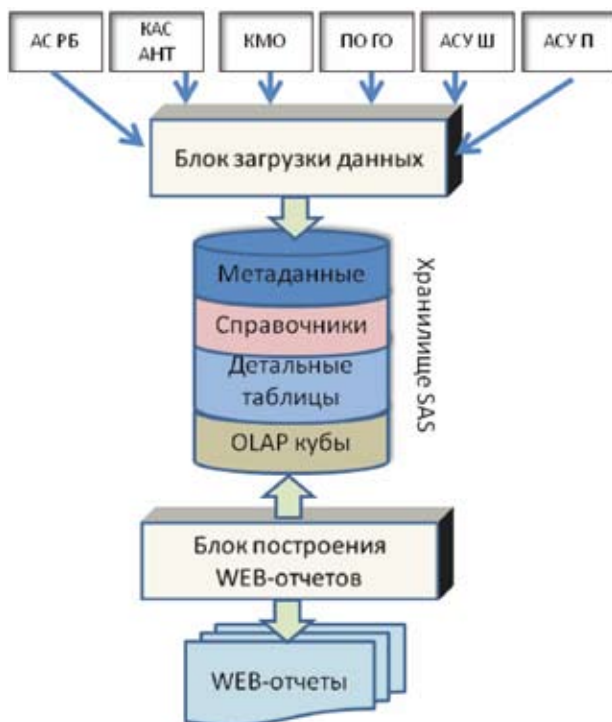 АС РБ
КАС
АНТ
КМО
ПО ГО
АСУ Ш
АСУ П
Блок загрузки данных
Метаданные
Справочники
Детальные
таблицы
OLAP кубы
Хранилище SAS
Блок построения
WEB-отчетов
WEB-отчеты